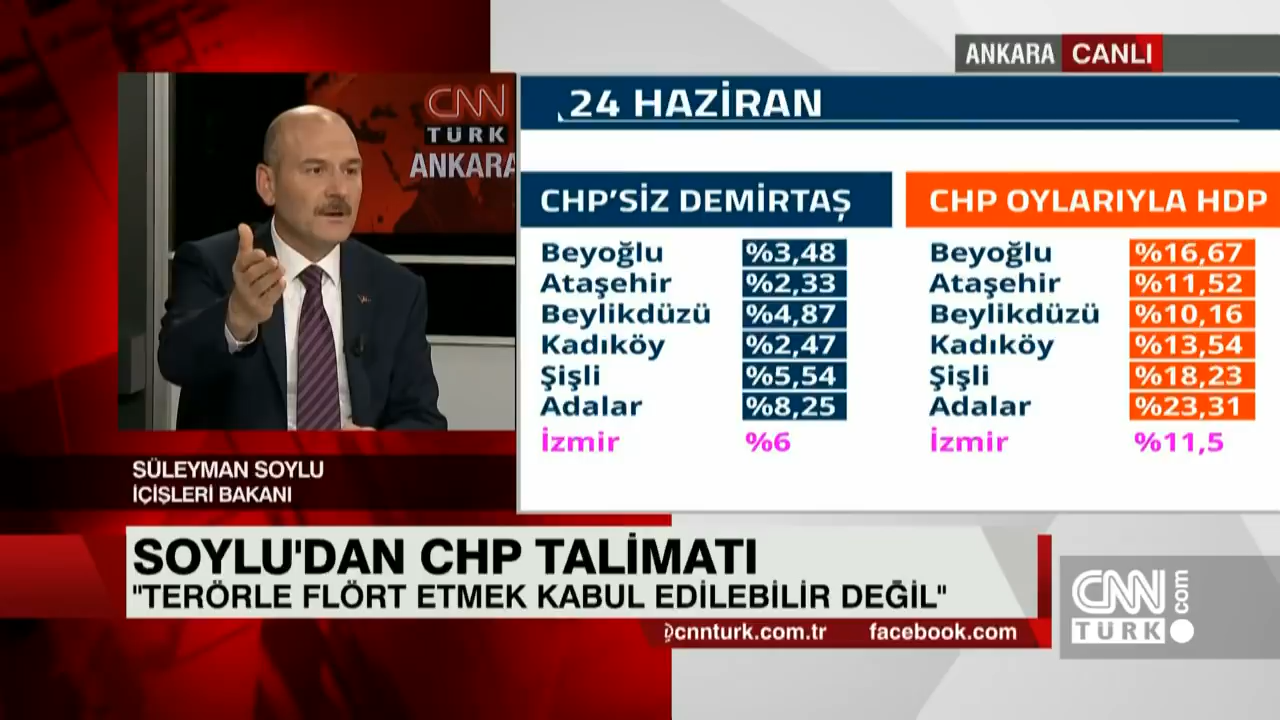 ANKARA CANLI
CNN
TÜRK
ANKARA
24 HAZİRAN
CHP'SİZ DEMİRTAŞ
Beyoğlu %3,48
Ataşehir %2,33
Beylikdüzü %4,87
Kadıköy %2,47
Şişli %5,54
Adalar %8,25
İzmir %6
CHP OYLARIYLA HDP
Beyoğlu %16,67
Ataşehir %11,52
Beylikdüzü %10,16
Kadıköy %13,54
Şişli %18,23
Adalar %23,31
İzmir %11,5
SÜLEYMAN SOYLU
İÇİŞLERİ BAKANI
SOYLU'DAN CHP TALİMATI
"TERÖRLE FLÖRT ETMEK KABUL EDİLEBİLİR DEĞİL"
@cnnturk.com.tr facebook.com
CNN
TÜRK
.com